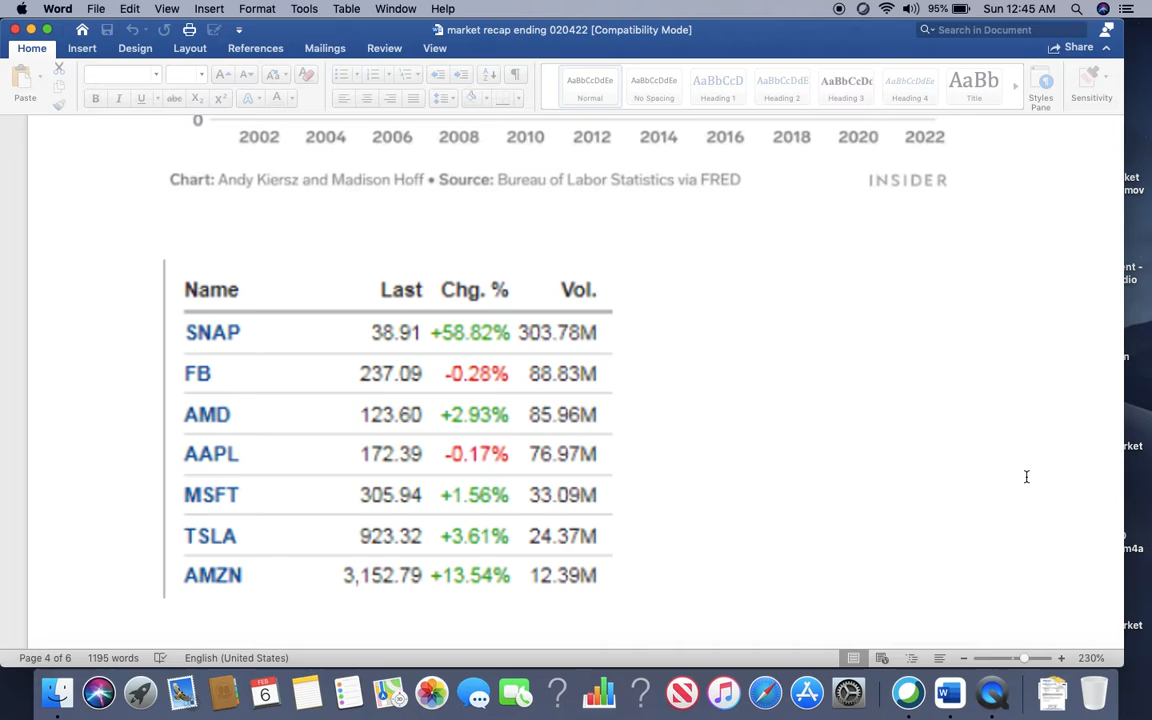 Word File Edit View Insert Format Tools Table Window Help 95% Sun 12:45 AM
market recap ending 020422 [Compatibility Mode] Search in Document
Home Insert Design Layout References Mailings Review View Share
Paste
B I U abc X2 X2 A A
AaBbCcDdEe AaBbCcDdEe AaBbCcD AaBbCcDdE AaBbCcDc AaBbCcDdEe AaBb
Normal No Spacing Heading 1 Heading 2 Heading 3 Heading 4 Title Styles Pane Sensitivity
0
2002 2004 2006 2008 2010 2012 2014 2016 2018 2020 2022
Chart: Andy Kiersz and Madison Hoff • Source: Bureau of Labor Statistics via FRED INSIDER
Name Last Chg. % Vol.
SNAP 38.91 +58.82% 303.78M
FB 237.09 -0.28% 88.83M
AMD 123.60 +2.93% 85.96M
AAPL 172.39 -0.17% 76.97M
MSFT 305.94 +1.56% 33.09M
TSLA 923.32 +3.61% 24.37M
AMZN 3,152.79 +13.54% 12.39M
Page 4 of 6 1195 words English (United States) 230%
FEB
6